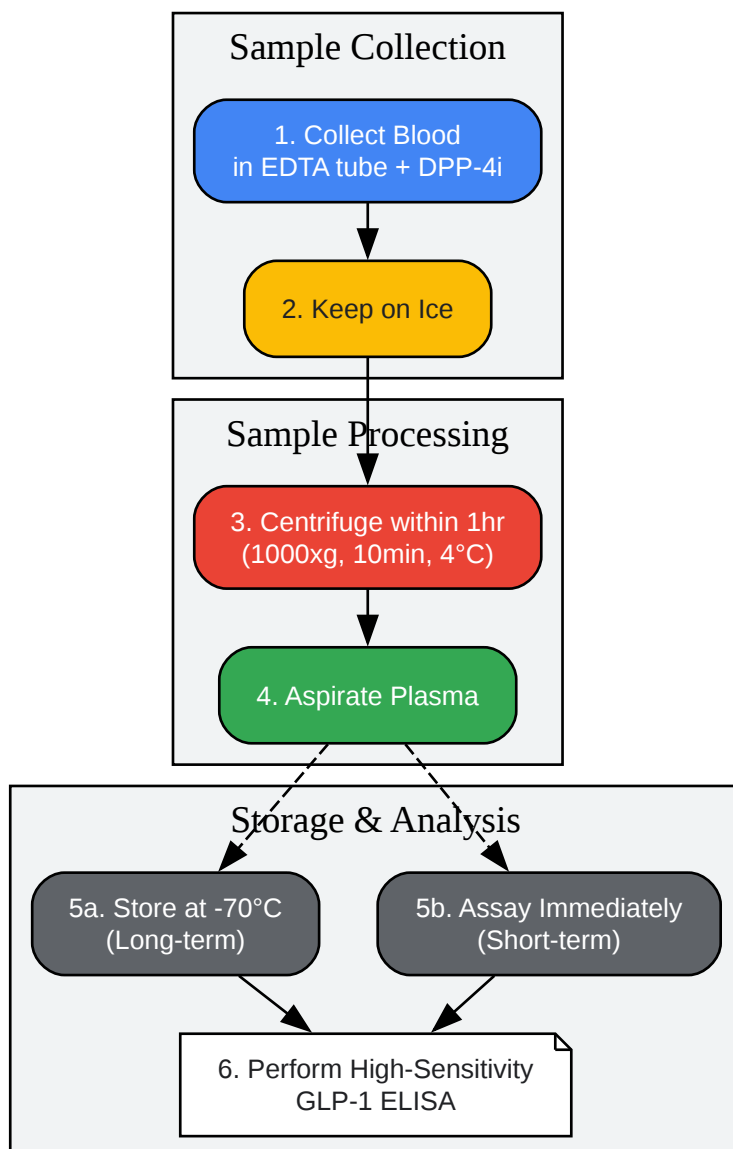 Sample Collection
1. Collect Blood
in EDTA tube + DPP-4i
2. Keep on Ice
Sample Processing
3. Centrifuge within 1hr
(1000xg, 10min, 4°C)
4. Aspirate Plasma
Storage & Analysis
5a. Store at -70°C
(Long-term)
5b. Assay Immediately
(Short-term)
6. Perform High-Sensitivity
GLP-1 ELISA